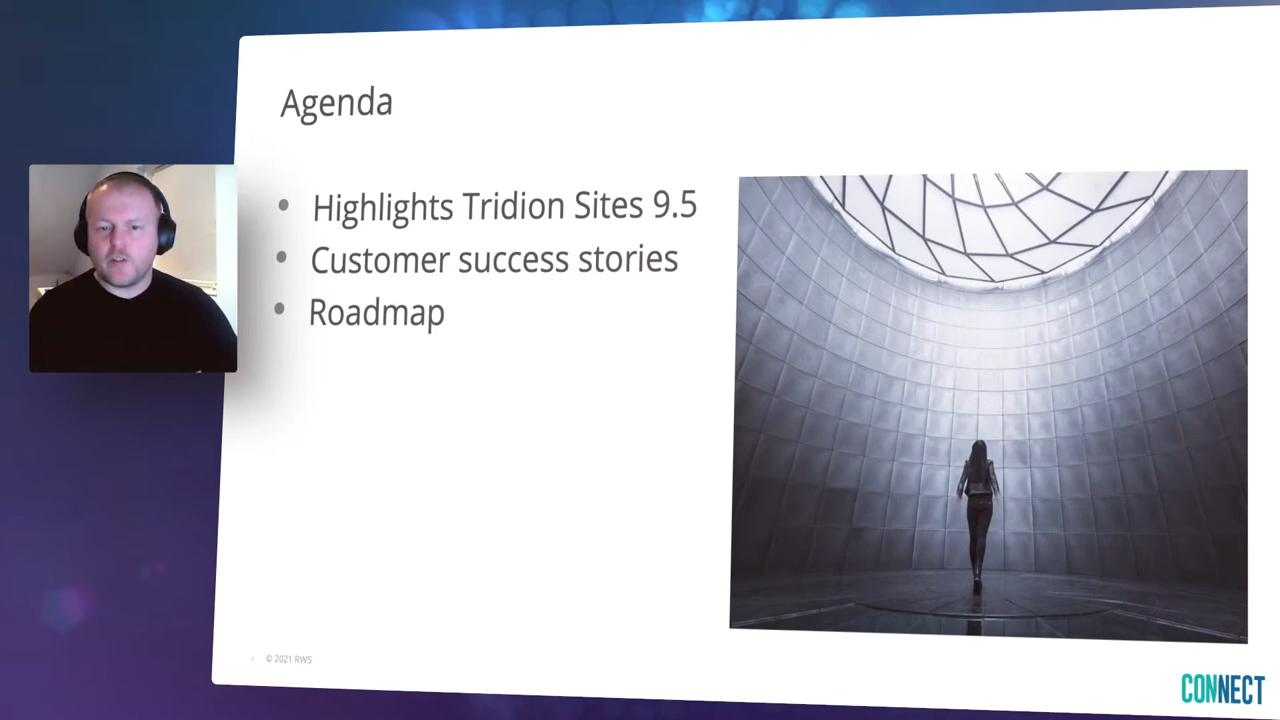 Agenda
• Highlights Tridion Sites 9.5
• Customer success stories
• Roadmap
© 2021 RWS
CONNECT